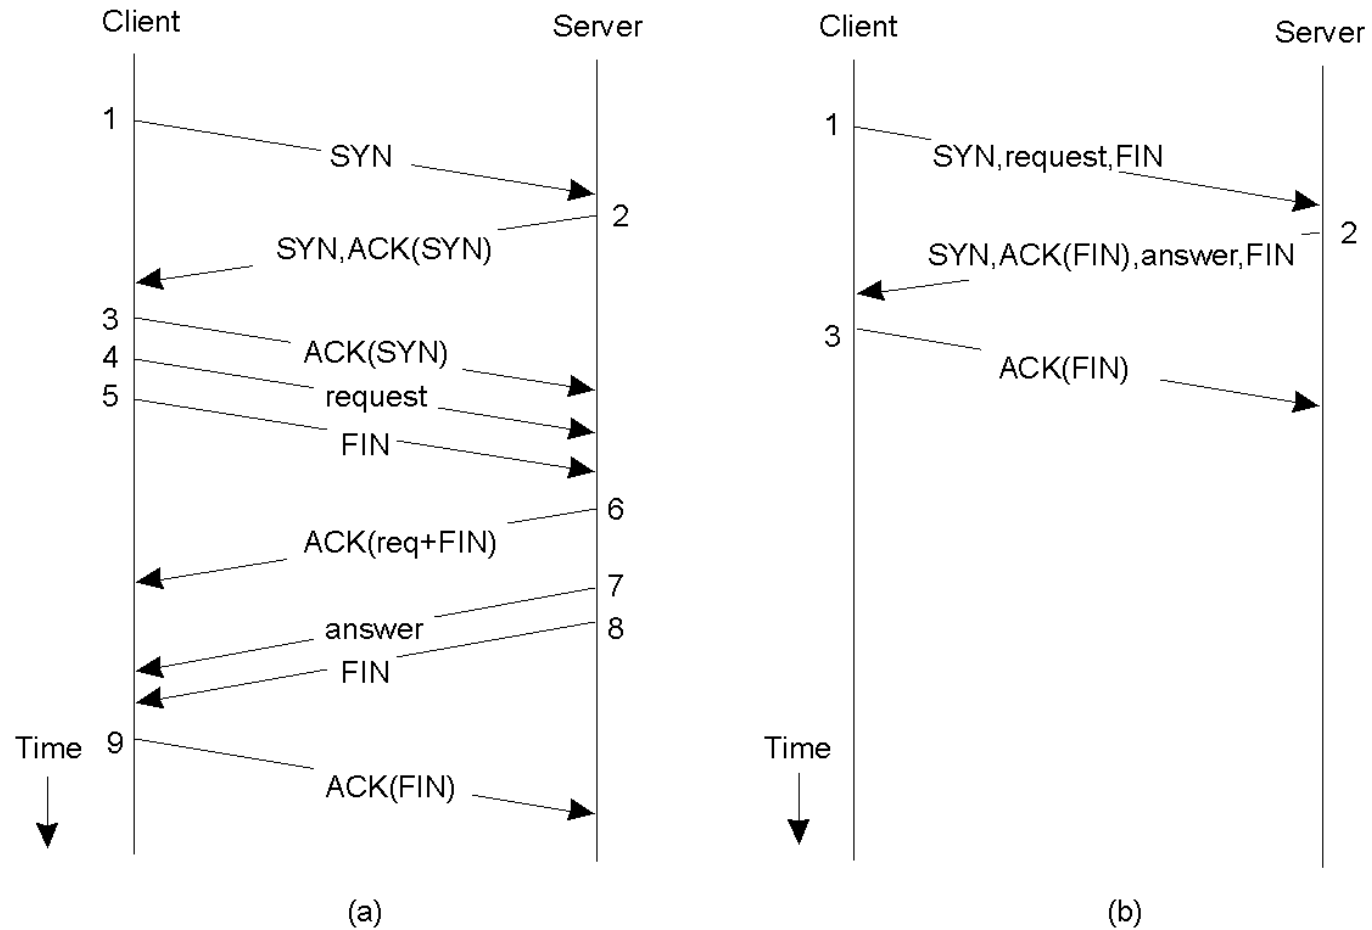 Client
Server
1
SYN
2
SYN,ACK(SYN)
3
ACK(SYN)
4
request
5
FIN
6
ACK(req+FIN)
7
answer
8
FIN
9
Time
ACK(FIN)
(a)
Client
Server
1
SYN,request,FIN
2
SYN,ACK(FIN),answer,FIN
3
ACK(FIN)
Time
(b)